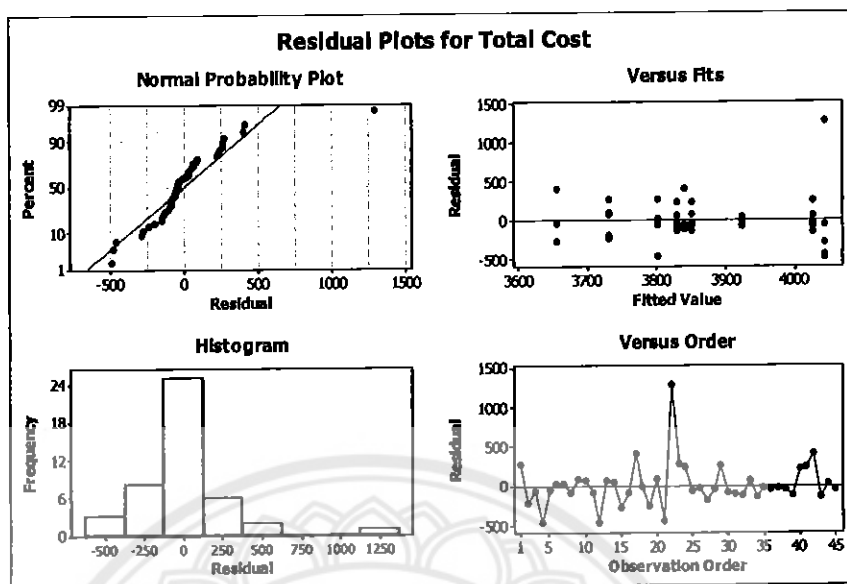 Residual Plots for Total Cost
Normal Probability Plot
99
90
50
10
1
Percent
-500 0 500 1000 1500
Residual
Versus Fits
1500
1000
500
0
-500
Residual
3600 3700 3800 3900 4000
Fitted Value
Histogram
24
18
12
6
0
Frequency
-500 -250 0 250 500 750 1000 1250
Residual
Versus Order
1500
1000
500
0
-500
Residual
1 5 10 15 20 25 30 35 40 45
Observation Order